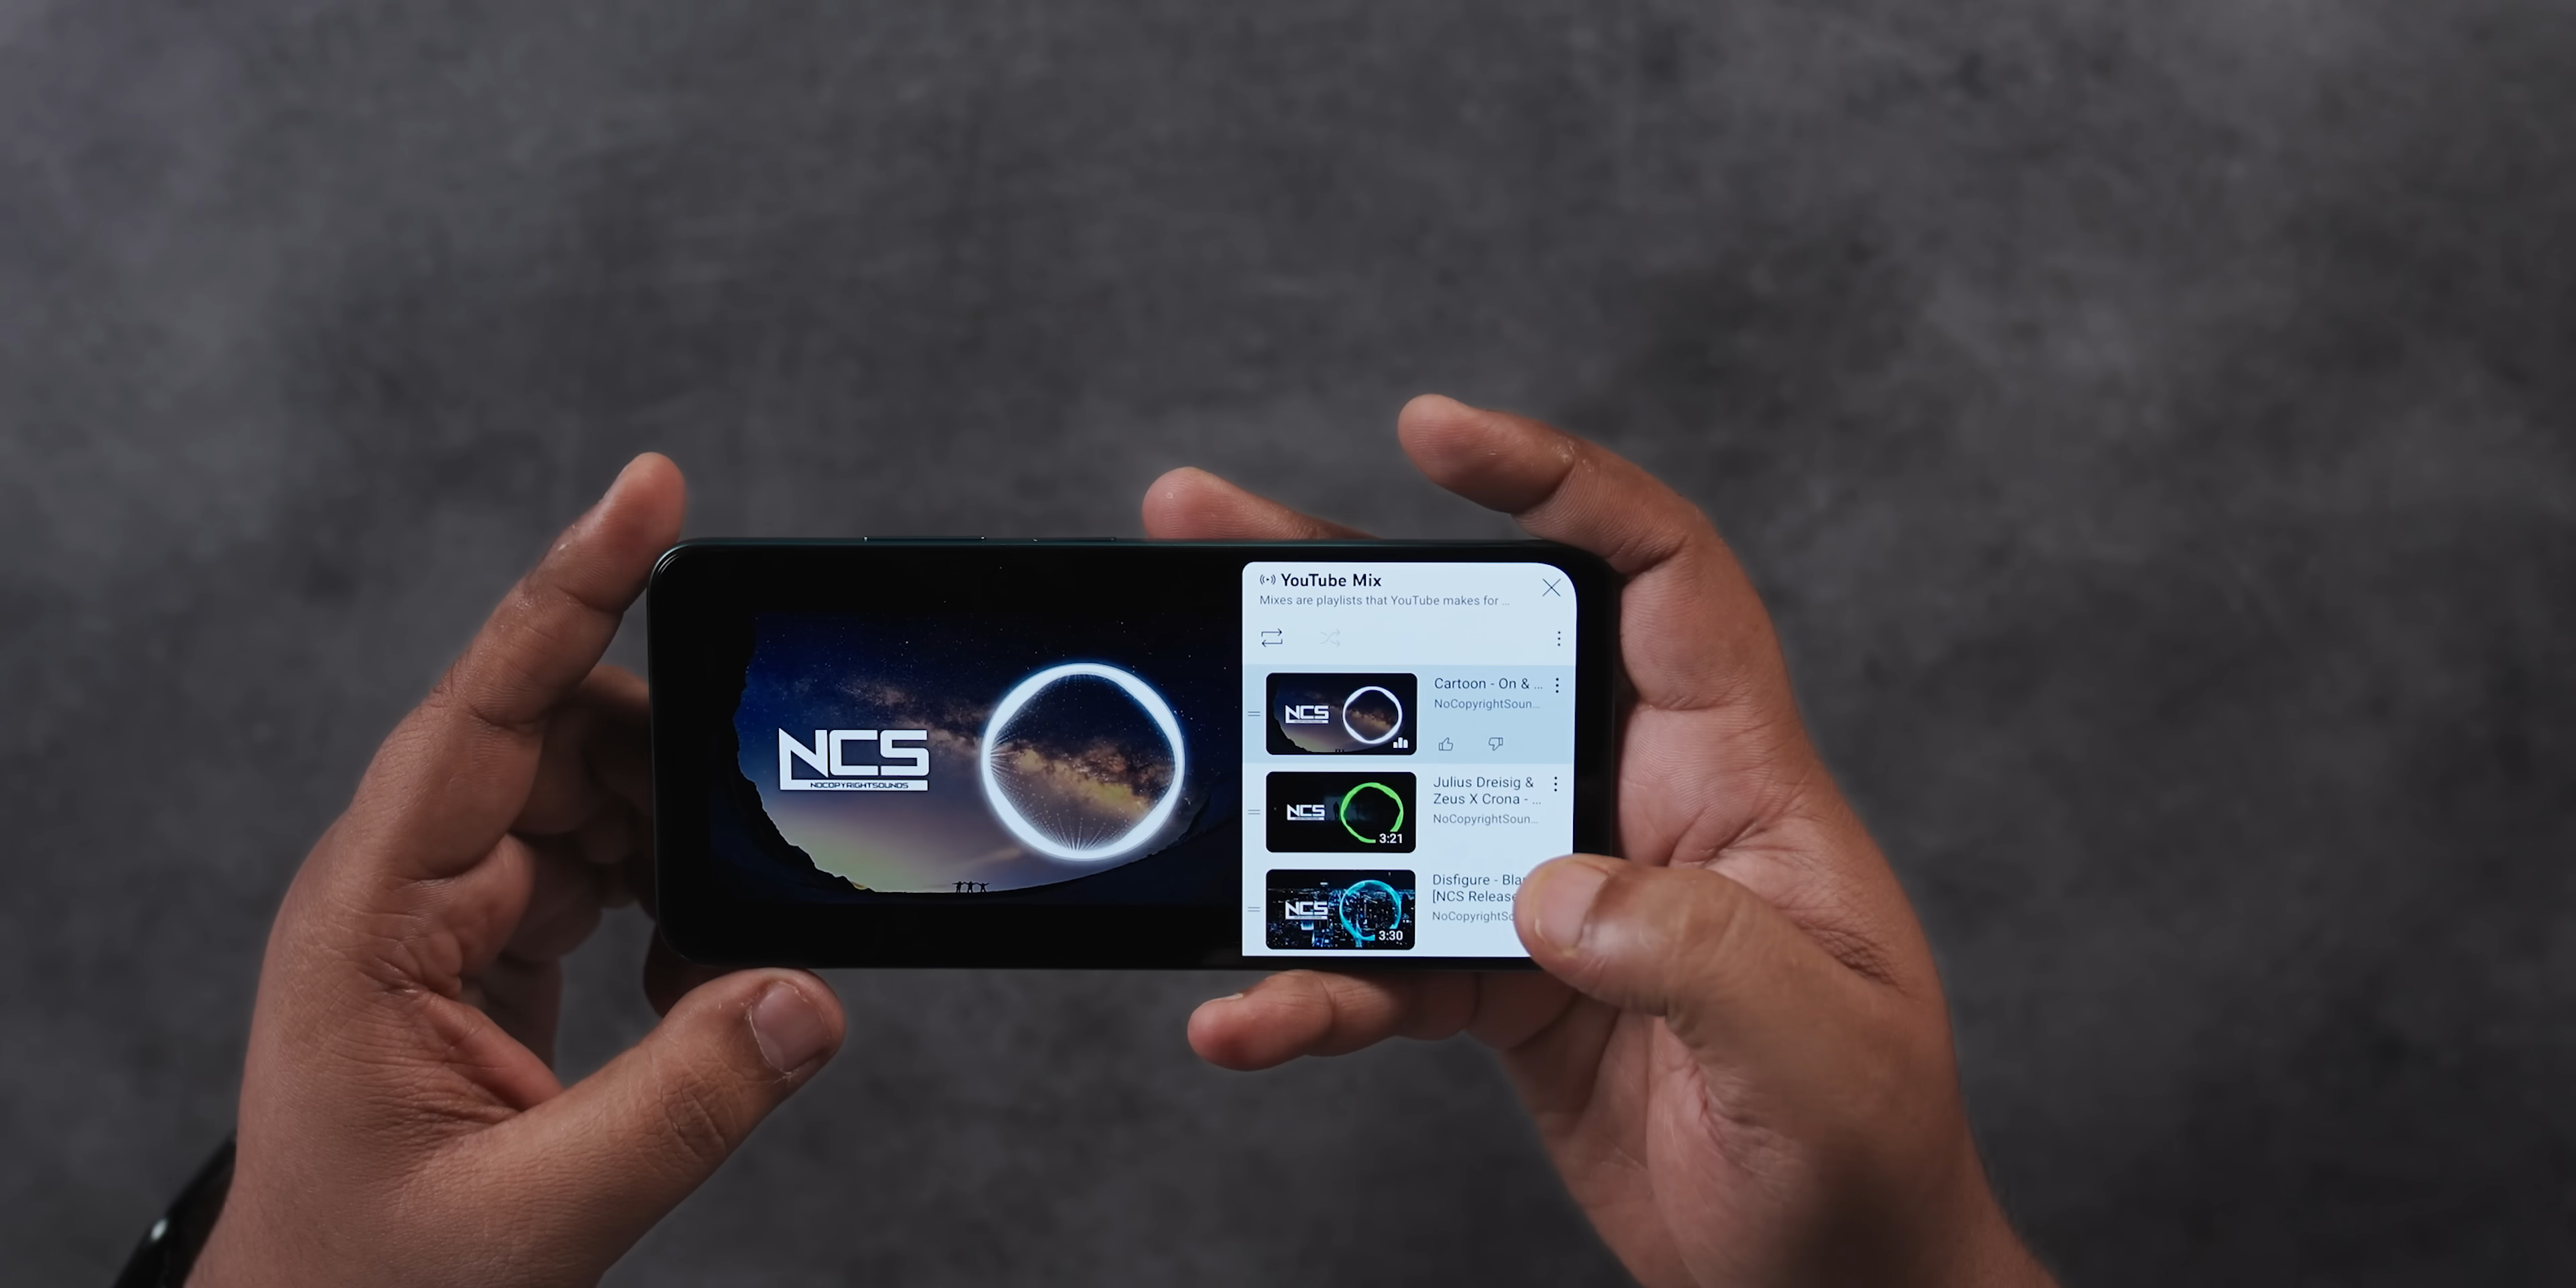 NCS
NOCOPYRIGHTSOUNDS
YouTube Mix
Mixes are playlists that YouTube makes for ...
NCS
Cartoon - On & ...
NoCopyrightSoun...
NCS
3:21
Julius Dreisig &
Zeus X Crona - ...
NoCopyrightSoun...
NCS
3:30
Disfigure - Bla
[NCS Release
NoCopyrightSo